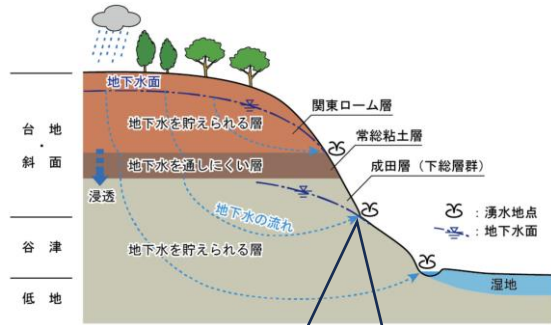 地下水面
関東ローム層
台地
・
斜面
地下水を貯えられる層
常総粘土層
地下水を通しにくい層
成田層（下総層群）
浸透
：湧水地点
：地下水面
地下水の流れ
谷津
地下水を貯えられる層
低地
湿地